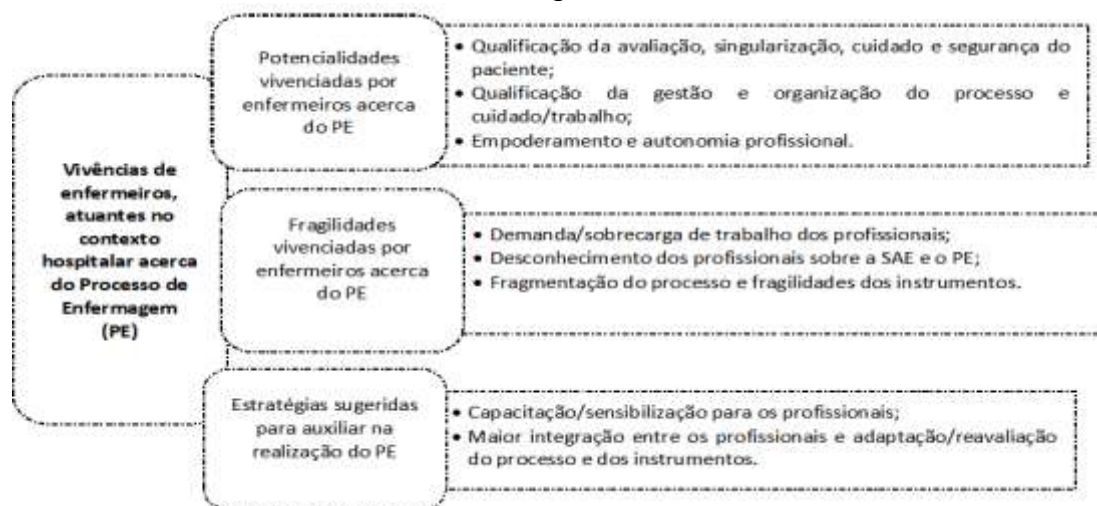 Vivências de
enfermeiros,
atuantes no
contexto
hospitalar acerca
do Processo de
Enfermagem
(PE)
Potencialidades
vivenciadas por
enfermeiros acerca
do PE
• Qualificação da avaliação, singularização, cuidado e segurança do
paciente;
• Qualificação da gestão e organização do processo e
cuidado/trabalho;
• Empoderamento e autonomia profissional.
Fragilidades
vivenciadas por
enfermeiros acerca
do PE
• Demanda/sobrecarga de trabalho dos profissionais;
• Desconhecimento dos profissionais sobre a SAE e o PE;
• Fragmentação do processo e fragilidades dos instrumentos.
Estratégias sugeridas
para auxiliar na
realização do PE
• Capacitação/sensibilização para os profissionais;
• Maior integração entre os profissionais e adaptação/reavaliação
do processo e dos instrumentos.